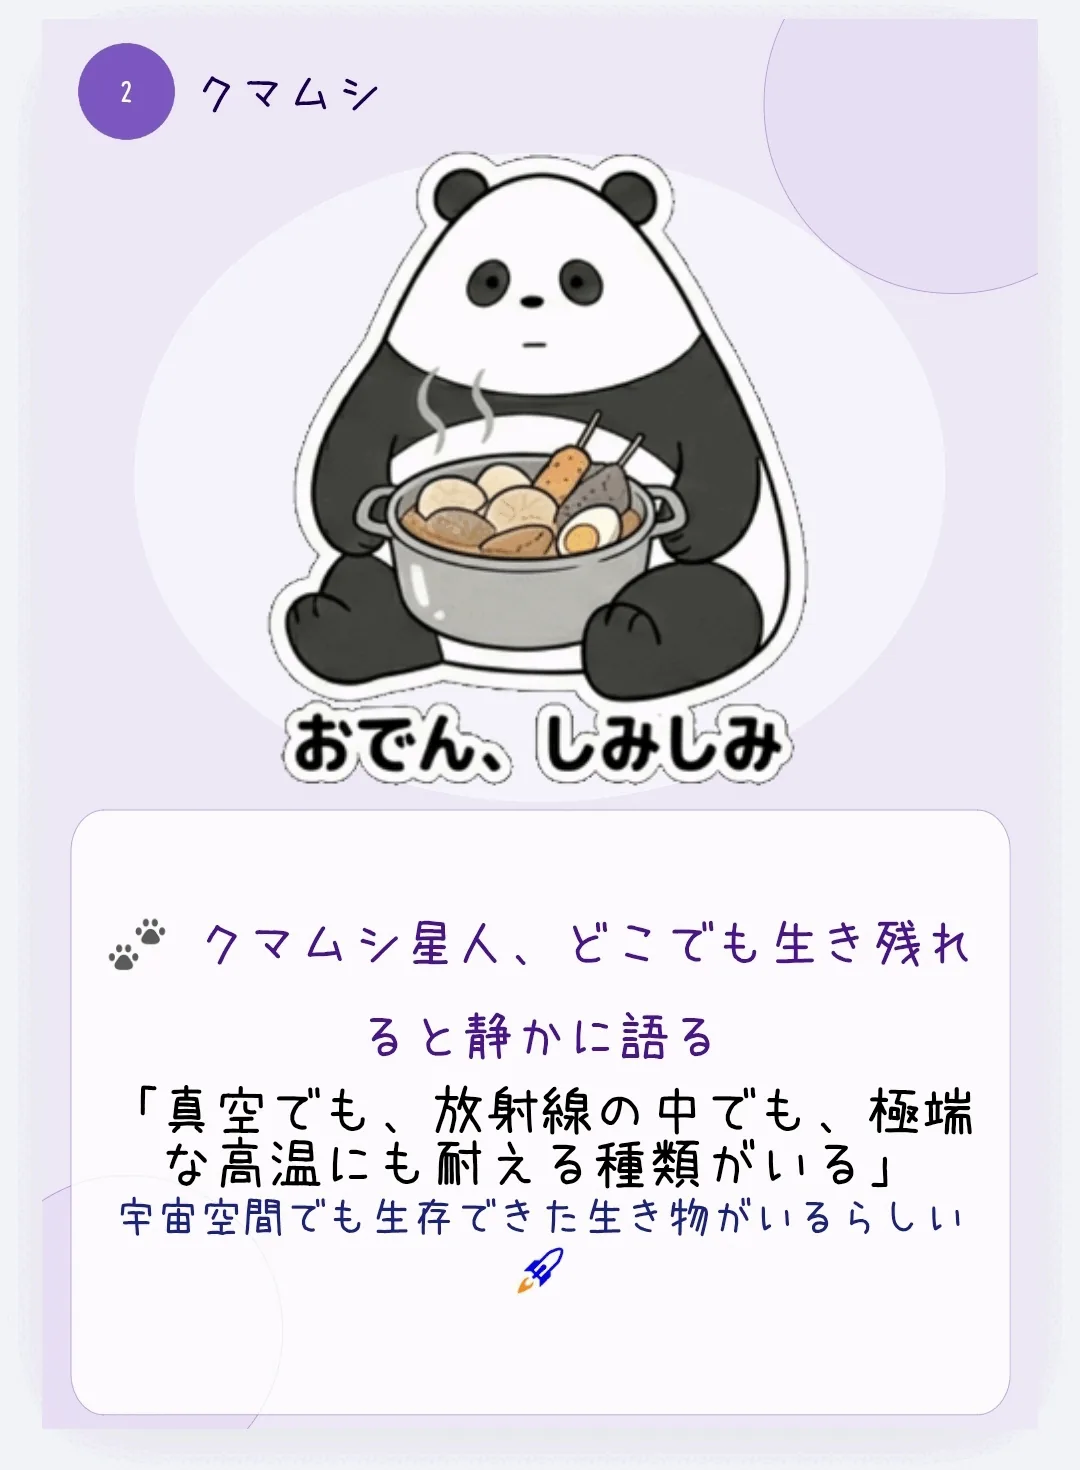 2
クマムシ
おでん、しみしみ
🐾 クマムシ星人、どこでも生き残れ
ると静かに語る
「真空でも、放射線の中でも、極端
な高温にも耐える種類がいる」
宇宙空間でも生存できた生き物がいるらしい
🚀